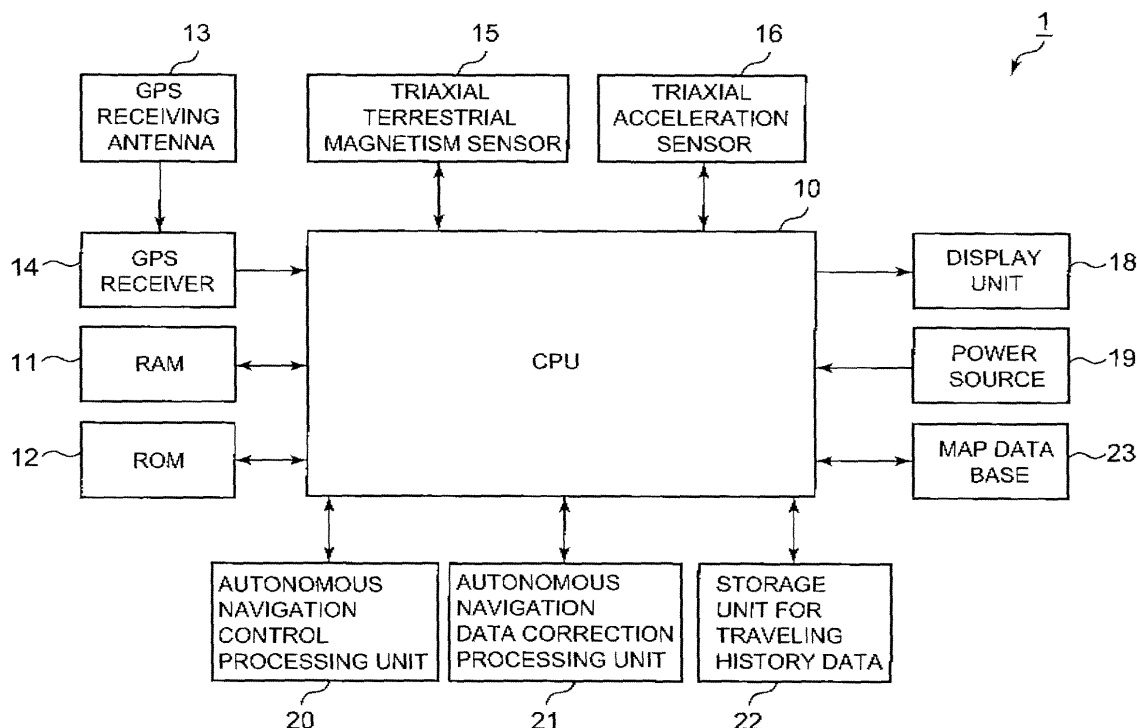 1
13
15
16
GPS
RECEIVING
ANTENNA
TRIAXIAL
TERRESTRIAL
MAGNETISM SENSOR
TRIAXIAL
ACCELERATION
SENSOR
10
14
GPS
RECEIVER
DISPLAY
UNIT
18
11
RAM
CPU
POWER
SOURCE
19
12
ROM
MAP DATA
BASE
23
AUTONOMOUS
NAVIGATION
CONTROL
PROCESSING UNIT
AUTONOMOUS
NAVIGATION
DATA CORRECTION
PROCESSING UNIT
STORAGE
UNIT FOR
TRAVELING
HISTORY DATA
20
21
22